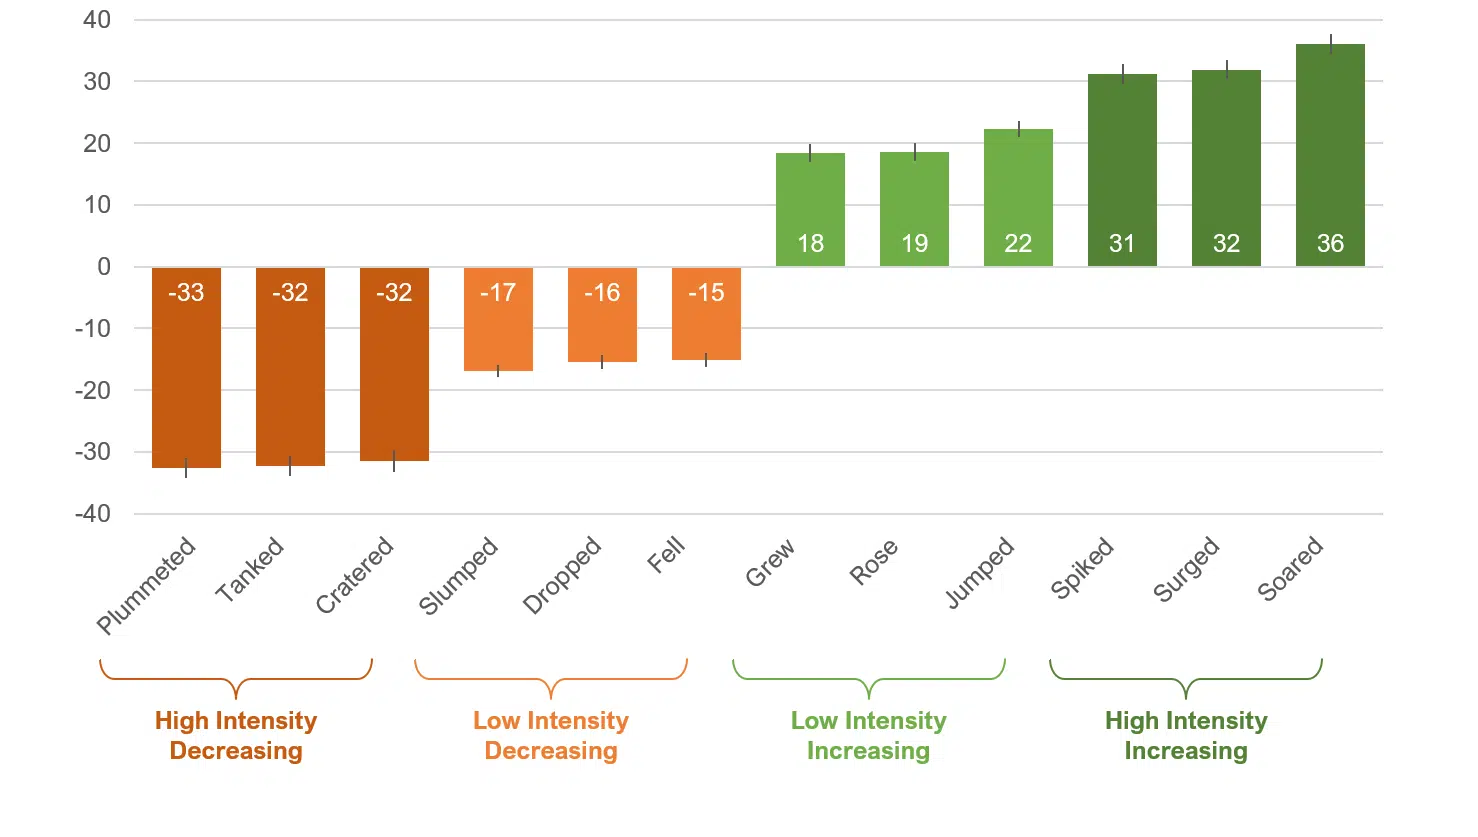 40
30
20
10
0
-10
-20
-30
-40
-33
-32
-32
-17
-16
-15
18
19
22
31
32
36
Plummeted
Tanked
Cratered
Slumped
Dropped
Fell
Grew
Rose
Jumped
Spiked
Surged
Soared
High Intensity
Decreasing
Low Intensity
Decreasing
Low Intensity
Increasing
High Intensity
Increasing